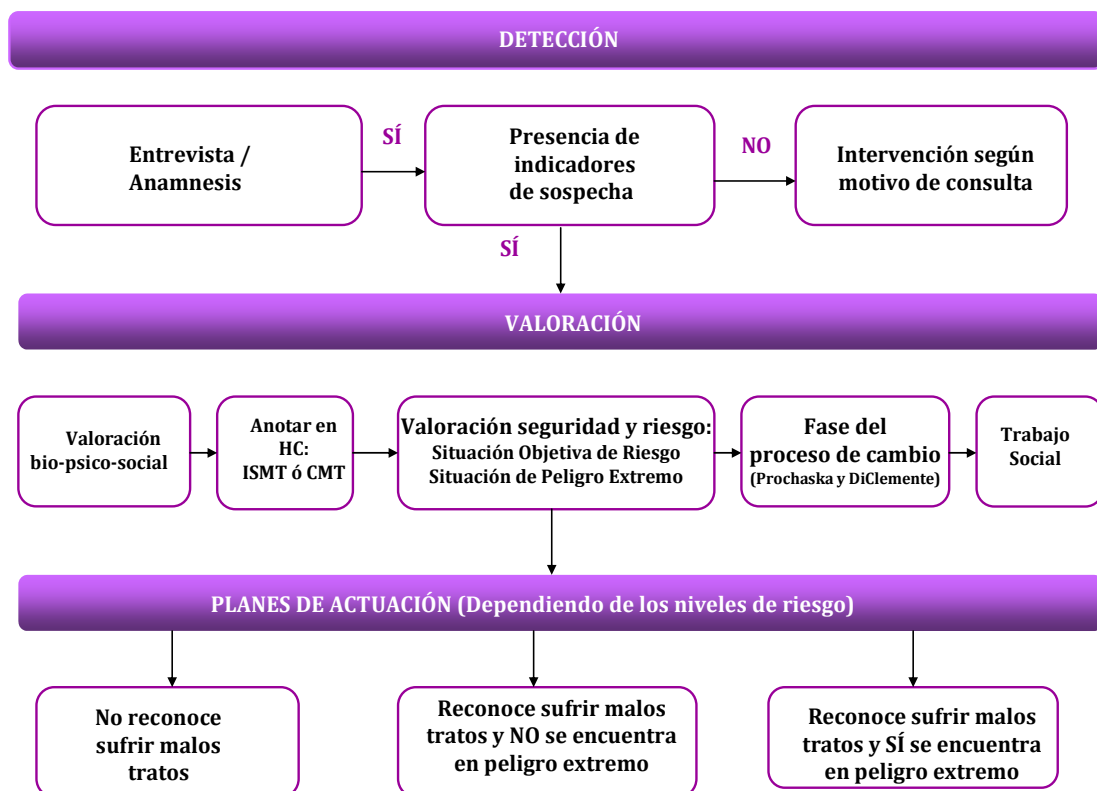 DETECCIÓN
Entrevista /
Anamnesis
SÍ
Presencia de
indicadores
de sospecha
NO
Intervención según
motivo de consulta
SÍ
VALORACIÓN
Valoración
bio-psico-social
Anotar en
HC:
ISMT ó CMT
Valoración seguridad y riesgo:
Situación Objetiva de Riesgo
Situación de Peligro Extremo
Fase del
proceso de cambio
(Prochaska y DiClemente)
Trabajo
Social
PLANES DE ACTUACIÓN (Dependiendo de los niveles de riesgo)
No reconoce
sufrir malos
tratos
Reconoce sufrir malos
tratos y NO se encuentra
en peligro extremo
Reconoce sufrir malos
tratos y SÍ se encuentra
en peligro extremo